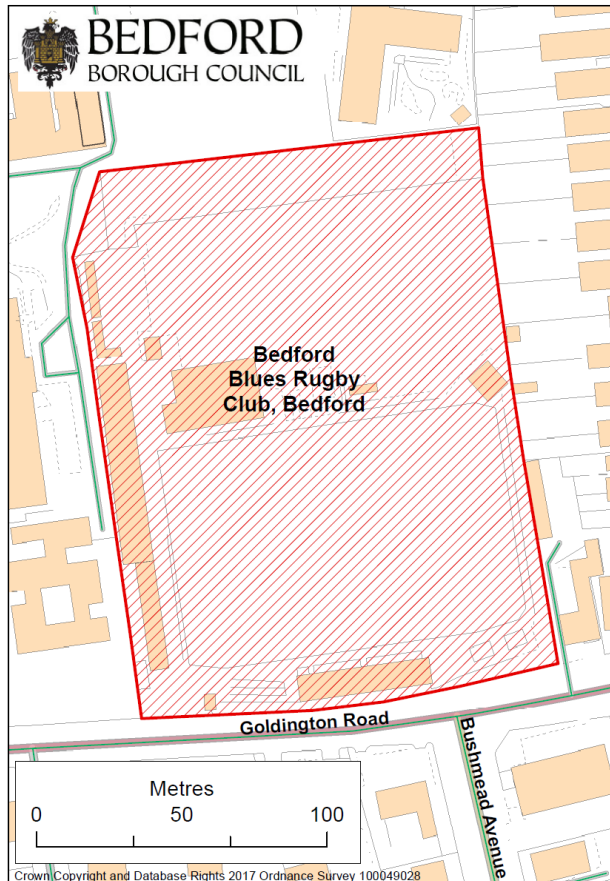 BEDFORD
BOROUGH COUNCIL
Bedford
Blues Rugby
Club, Bedford
Goldington Road
Bushmead Avenue
Metres
0 50 100
Crown Copyright and Database Rights 2017 Ordnance Survey 100049028